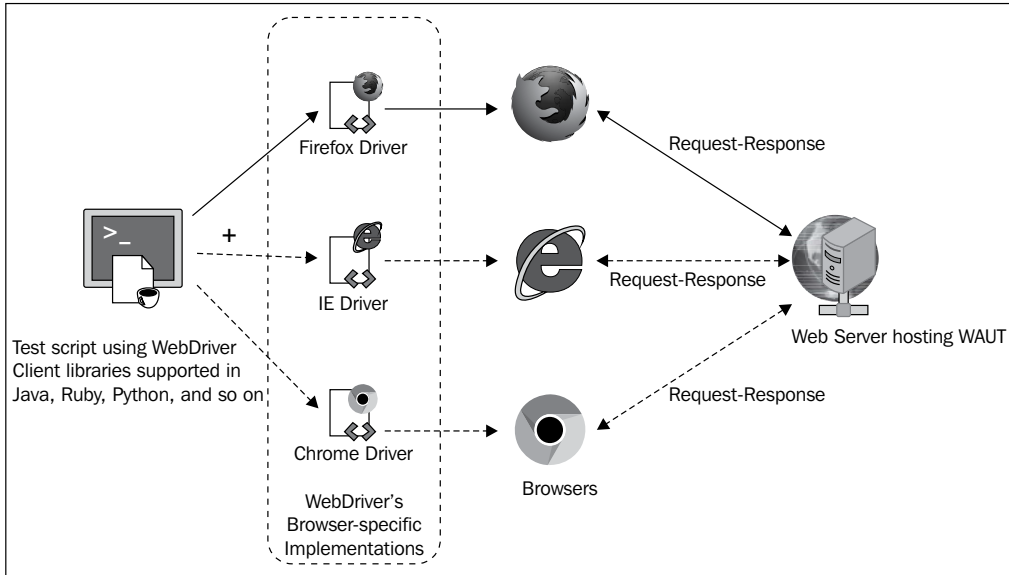 Firefox Driver
Request-Response
>_
+
IE Driver
Request-Response
Web Server hosting WAUT
Test script using WebDriver
Client libraries supported in
Java, Ruby, Python, and so on
Request-Response
Chrome Driver
Browsers
WebDriver's
Browser-specific
Implementations